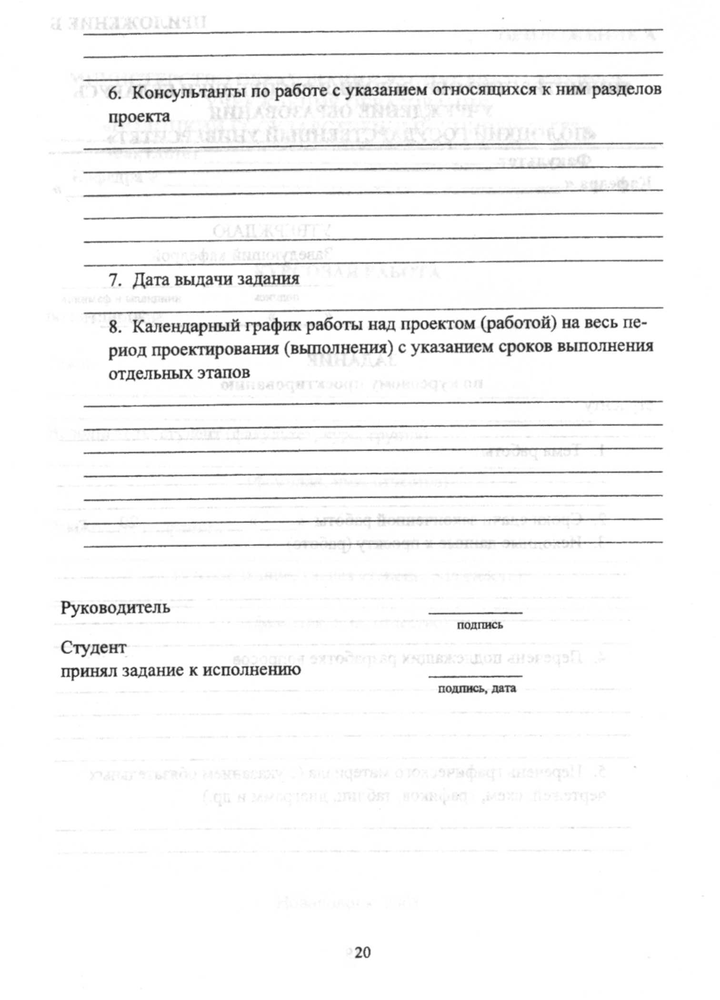 6. Консультанты по работе с указанием относящихся к ним разделов
проекта
7. Дата выдачи задания
8. Календарный график работы над проектом (работой) на весь пе-
риод проектирования (выполнения) с указанием сроков выполнения
отдельных этапов
Руководитель
подпись
Студент
принял задание к исполнению
подпись, дата
20